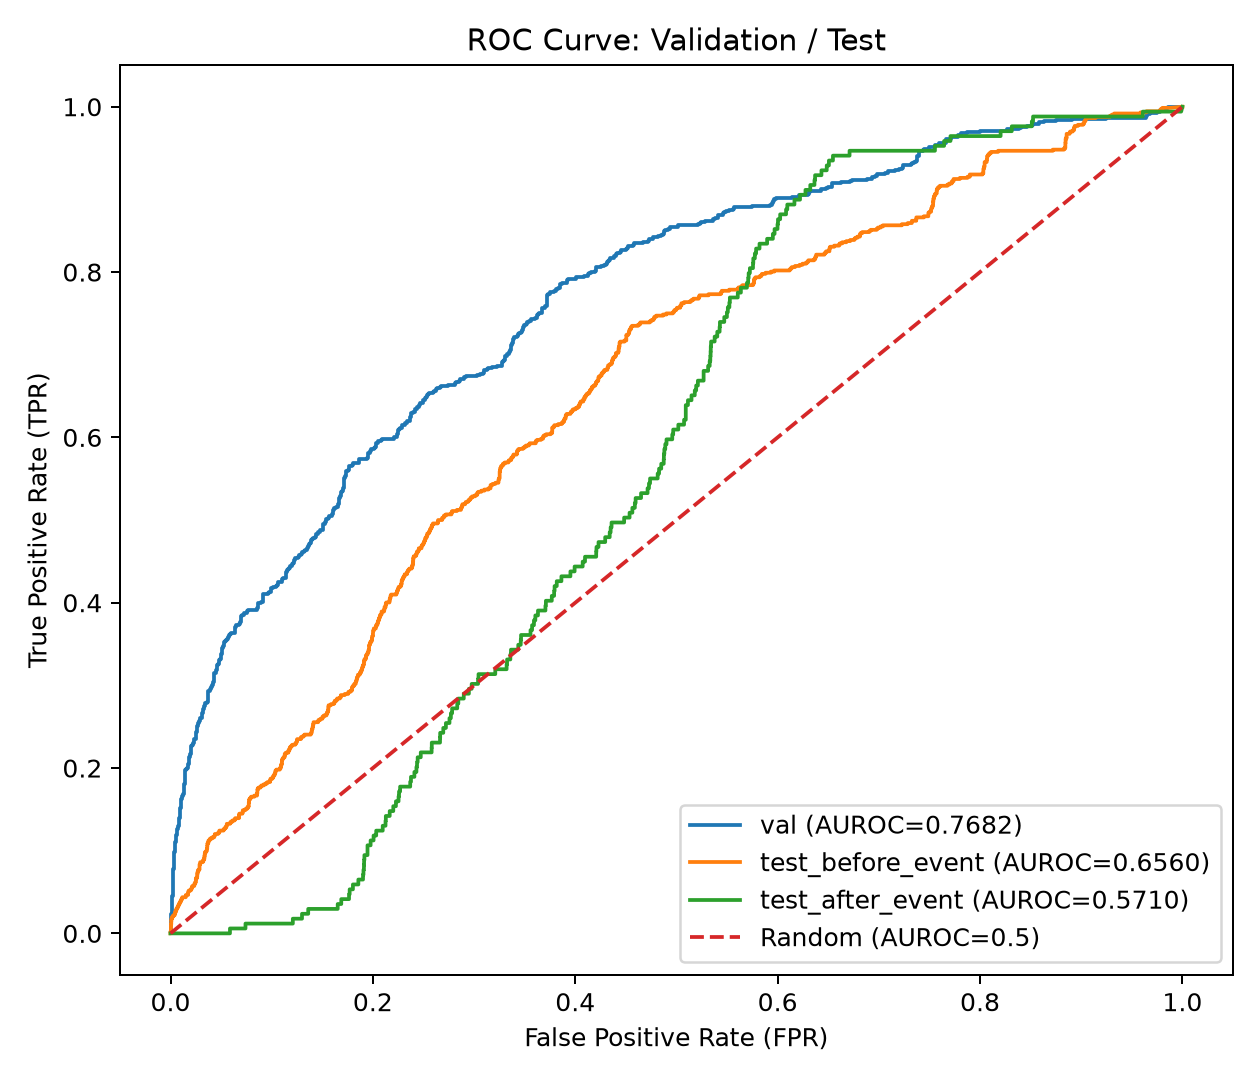 ROC Curve: Validation / Test
True Positive Rate (TPR)
1.0
0.8
0.6
0.4
0.2
0.0
0.0 0.2 0.4 0.6 0.8 1.0
False Positive Rate (FPR)
val (AUROC=0.7682)
test_before_event (AUROC=0.6560)
test_after_event (AUROC=0.5710)
Random (AUROC=0.5)